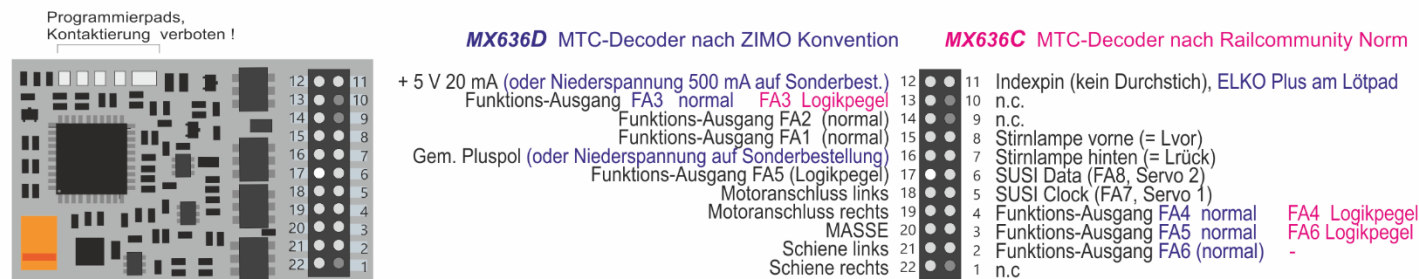 Programmierpads,
Kontaktierung verboten !
MX636D MTC-Decoder nach ZIMO Konvention
MX636C MTC-Decoder nach Railcommunity Norm
12 11
13 10
14 9
15 8
16 7
17 6
18 5
19 4
20 3
21 2
22 1
+ 5 V 20 mA (oder Niederspannung 500 mA auf Sonderbest.) 12 11 Indexpin (kein Durchstich), ELKO Plus am Lötpad
Funktions-Ausgang FA3 normal FA3 Logikpegel 13 10 n.c.
Funktions-Ausgang FA2 (normal) 14 9 n.c.
Funktions-Ausgang FA1 (normal) 15 8 Stirnlampe vorne (= Lvor)
Gem. Pluspol (oder Niederspannung auf Sonderbestellung) 16 7 Stirnlampe hinten (= Lrück)
Funktions-Ausgang FA5 (Logikpegel) 17 6 SUSI Data (FA8, Servo 2)
Motoranschluss links 18 5 SUSI Clock (FA7, Servo 1)
Motoranschluss rechts 19 4 Funktions-Ausgang FA4 normal FA4 Logikpegel
MASSE 20 3 Funktions-Ausgang FA5 normal FA6 Logikpegel
Schiene links 21 2 Funktions-Ausgang FA6 (normal) -
Schiene rechts 22 1 n.c